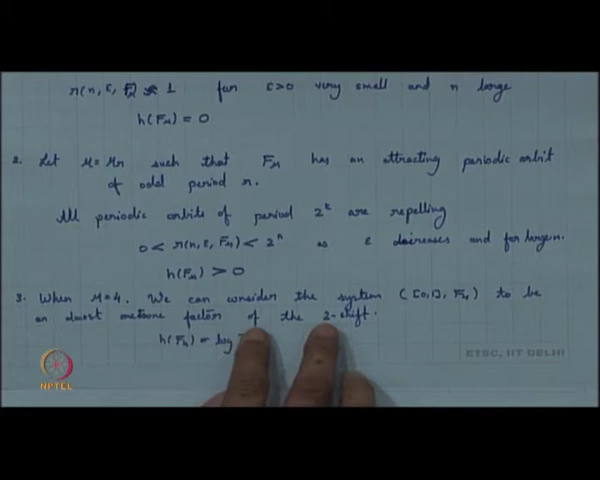 r(n, ε, Fμ) 1 for ε>0 very small and n large
h(Fμ) = 0
2. Let μ = μn such that Fμ has an attracting periodic orbit
of odd period n.
All periodic orbits of period 2^k are repelling
0 < r(n, ε, Fμ) < 2^n as ε decreases and for large n.
h(Fμ) > 0
3. When μ=4. We can consider the system ([0,1], F4) to be
an almost one factor of the 2-shift.
h(F4) = log
NPTEL
ETSC, IIT DELHI